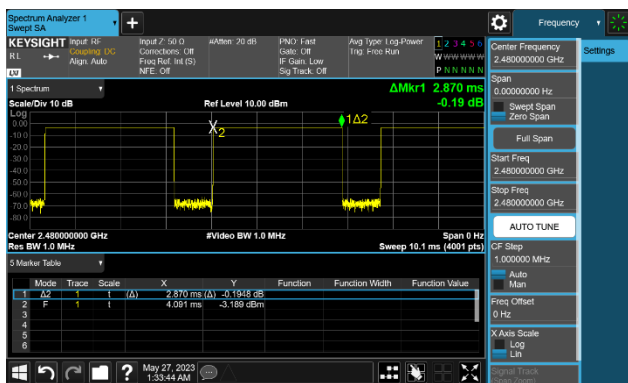 Spectrum Analyzer 1
Swept SA
+
Frequency
KEYSIGHT Input: RF
RL
Coupling: DC
Align: Auto
LW
Input Z: 50 Ω
Corrections: Off
Freq Ref: Int (S)
NFE: Off
#Atten: 20 dB
PNO: Fast
Gate: Off
IF Gain: Low
Sig Track: Off
Avg Type: Log-Power
Trig: Free Run
1 2 3 4 5 6
W W W W W W
P N N N N N
Center Frequency
2.480000000 GHz
Settings
1 Spectrum
ΔMkr1 2.870 ms
-0.19 dB
Scale/Div 10 dB
Ref Level 10.00 dBm
Span
0.00000000 Hz
Swept Span
Zero Span
Full Span
Log
0.00
-10.0
-20.0
-30.0
-40.0
-50.0
-60.0
-70.0
-80.0
X2
1Δ2
Start Freq
2.480000000 GHz
Stop Freq
2.480000000 GHz
AUTO TUNE
Center 2.480000000 GHz
#Video BW 1.0 MHz
Span 0 Hz
Res BW 1.0 MHz
Sweep 10.1 ms (4001 pts)
CF Step
1.000000 MHz
Auto
Man
5 Marker Table
Mode Trace Scale X Y Function Function Width Function Value
1 Δ2 1 t (Δ) 2.870 ms (Δ) -0.1948 dB
2 F 1 t 4.091 ms -3.189 dBm
3
4
5
6
Freq Offset
0 Hz
X Axis Scale
Log
Lin
Signal Track
(Span Zoom)
?
May 27, 2023
1:33:44 AM